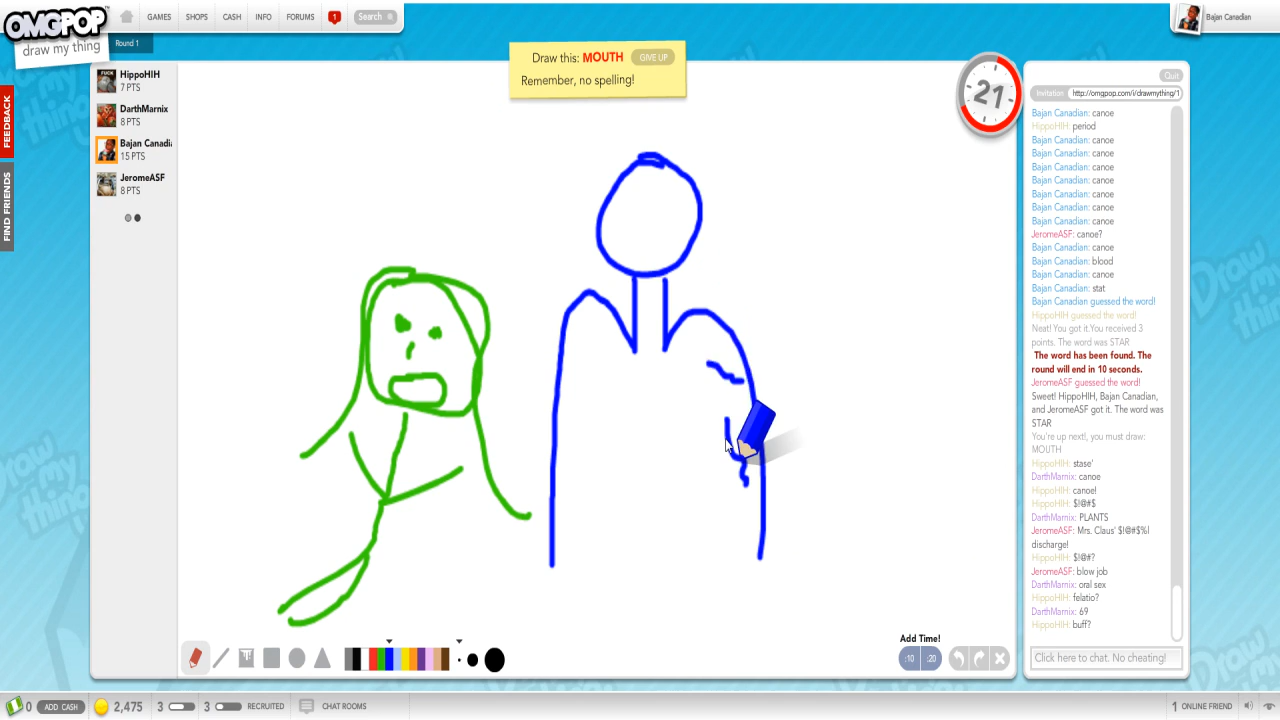 OMGPOP
draw my thing
GAMES
SHOPS
CASH
INFO
FORUMS
1
Search
Bajan Canadian
Round 1
FEEDBACK
FIND FRIENDS
HippoHIH
7 PTS
DarthMarnix
8 PTS
Bajan Canadi
15 PTS
JeromeASF
8 PTS
Draw this: MOUTH GIVE UP
Remember, no spelling!
21
Quit
Invitation http://omgpop.com/i/drawmything/1
Bajan Canadian: canoe
HippoHIH: period
Bajan Canadian: canoe
Bajan Canadian: canoe
Bajan Canadian: canoe
Bajan Canadian: canoe
Bajan Canadian: canoe
Bajan Canadian: canoe
Bajan Canadian: canoe
JeromeASF: canoe?
Bajan Canadian: canoe
Bajan Canadian: blood
Bajan Canadian: canoe
Bajan Canadian: stat
Bajan Canadian guessed the word!
HippoHIH guessed the word!
Neat! You got it.You received 3
points. The word was STAR
The word has been found. The
round will end in 10 seconds.
JeromeASF guessed the word!
Sweet! HippoHIH, Bajan Canadian,
and JeromeASF got it. The word was
STAR
You're up next!, you must draw:
MOUTH
HippoHIH: stase'
DarthMarnix: canoe
HippoHIH: canoe!
HippoHIH: $!@#$
DarthMarnix: PLANTS
JeromeASF: Mrs. Claus' $!@#$%!
discharge!
HippoHIH: $!@#?
JeromeASF: blow job
DarthMarnix: oral sex
HippoHIH: felatio?
DarthMarnix: 69
HippoHIH: buff?
Click here to chat. No cheating!
Add Time!
:10
:20
0
ADD CASH
2,475
3
3
RECRUITED
CHAT ROOMS
1 ONLINE FRIEND